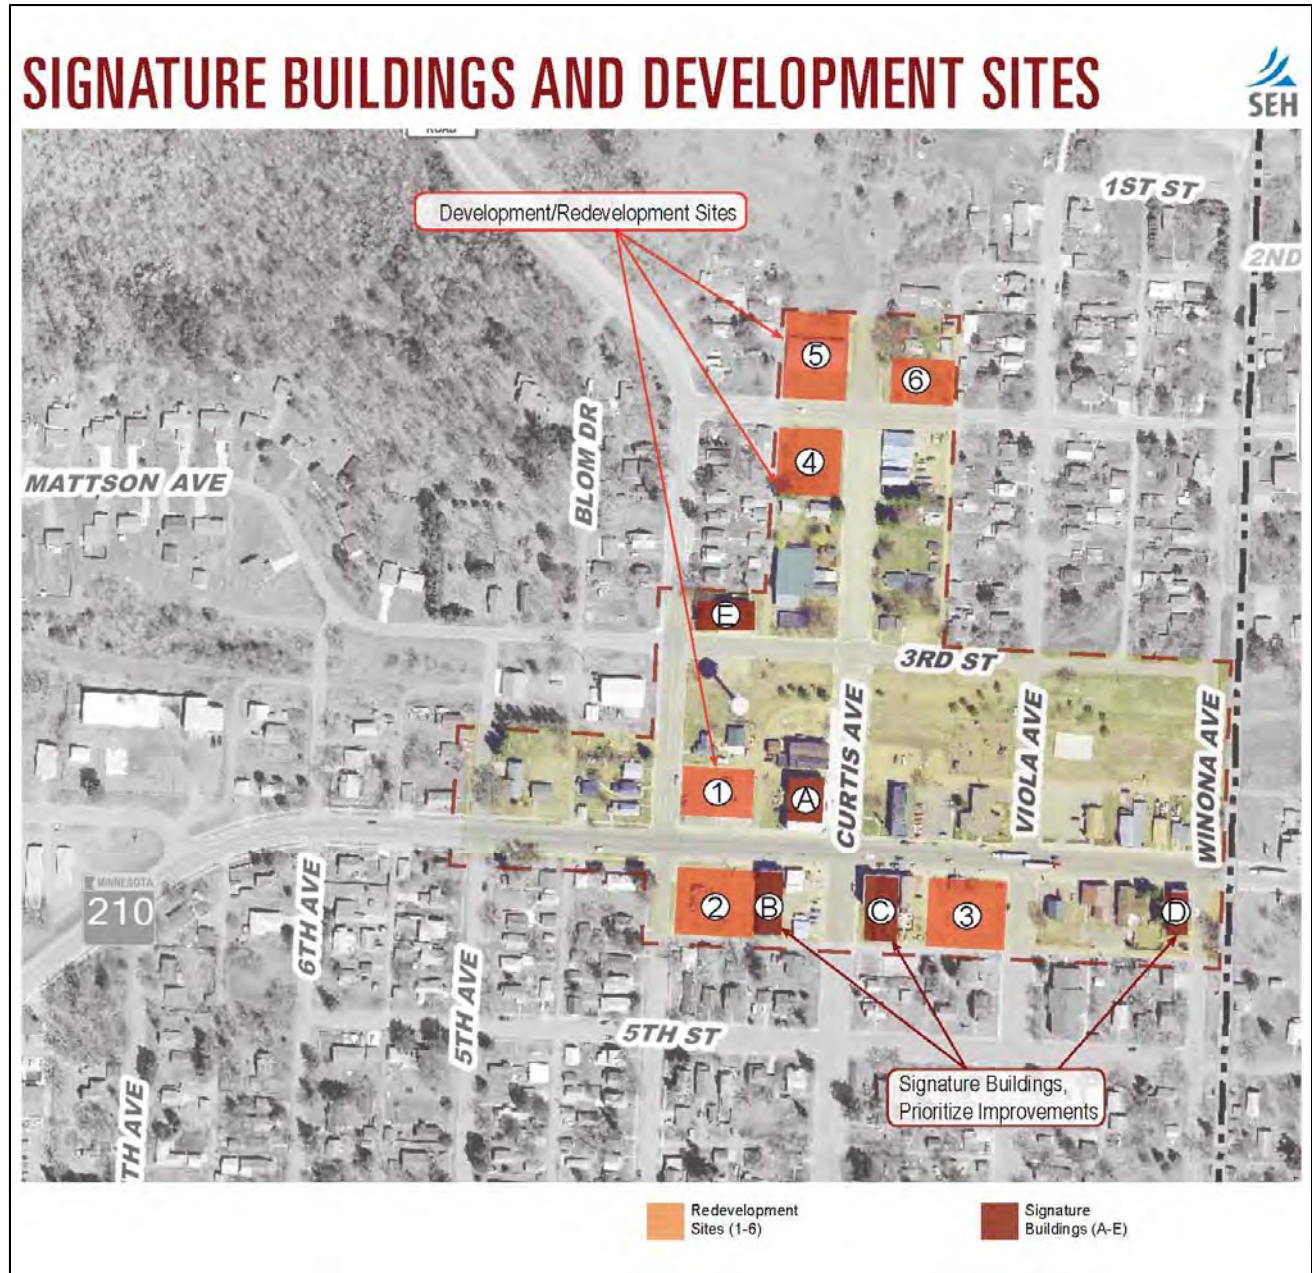 SIGNATURE BUILDINGS AND DEVELOPMENT SITES
SEH
ROAD
Development/Redevelopment Sites
1ST ST
2ND
5
6
BLOM DR
4
MATTSON AVE
E
3RD ST
CURTIS AVE
VIOLA AVE
WINONA AVE
1
A
MINNESOTA
210
6TH AVE
5TH AVE
2
B
C
3
D
5TH ST
TH AVE
Signature Buildings,
Prioritize Improvements
Redevelopment
Sites (1-6)
Signature
Buildings (A-E)